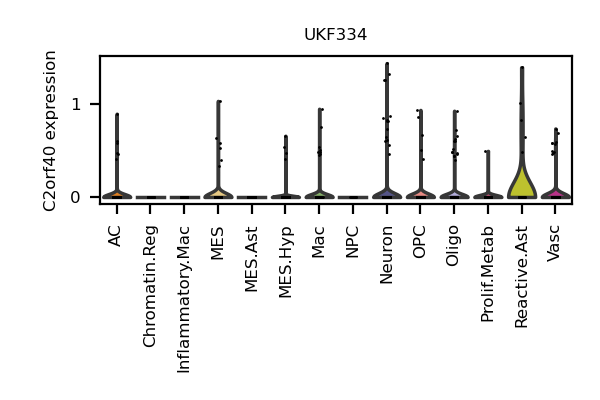 UKF334
C2orf40 expression
1
0
AC
Chromatin.Reg
Inflammatory.Mac
MES
MES.Ast
MES.Hyp
Mac
NPC
Neuron
OPC
Oligo
Prolif.Metab
Reactive.Ast
Vasc